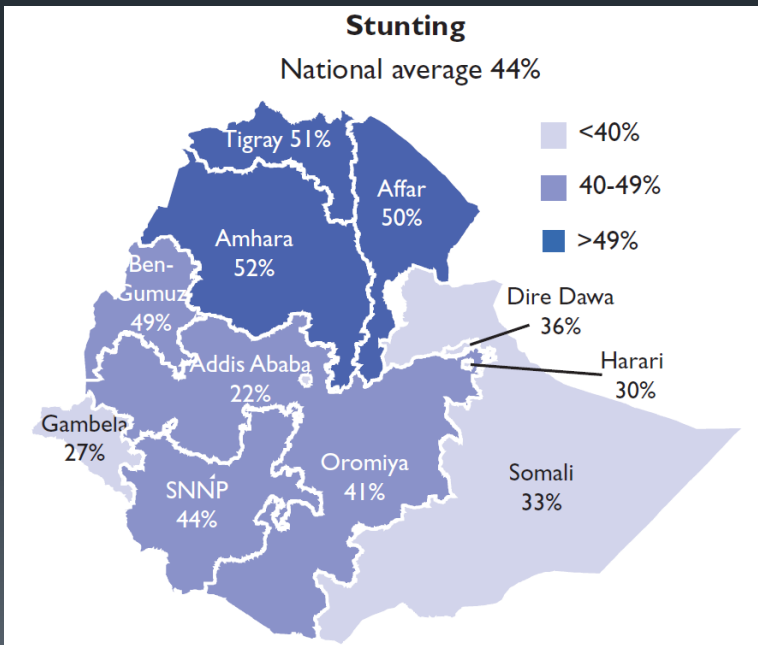 Stunting
National average 44%
<40%
40-49%
>49%
Tigray 51%
Affar
50%
Amhara
52%
Ben-
Gumuz
49%
Dire Dawa
36%
Harari
30%
Addis Ababa
22%
Gambela
27%
Oromiya
41%
SNNP
44%
Somali
33%